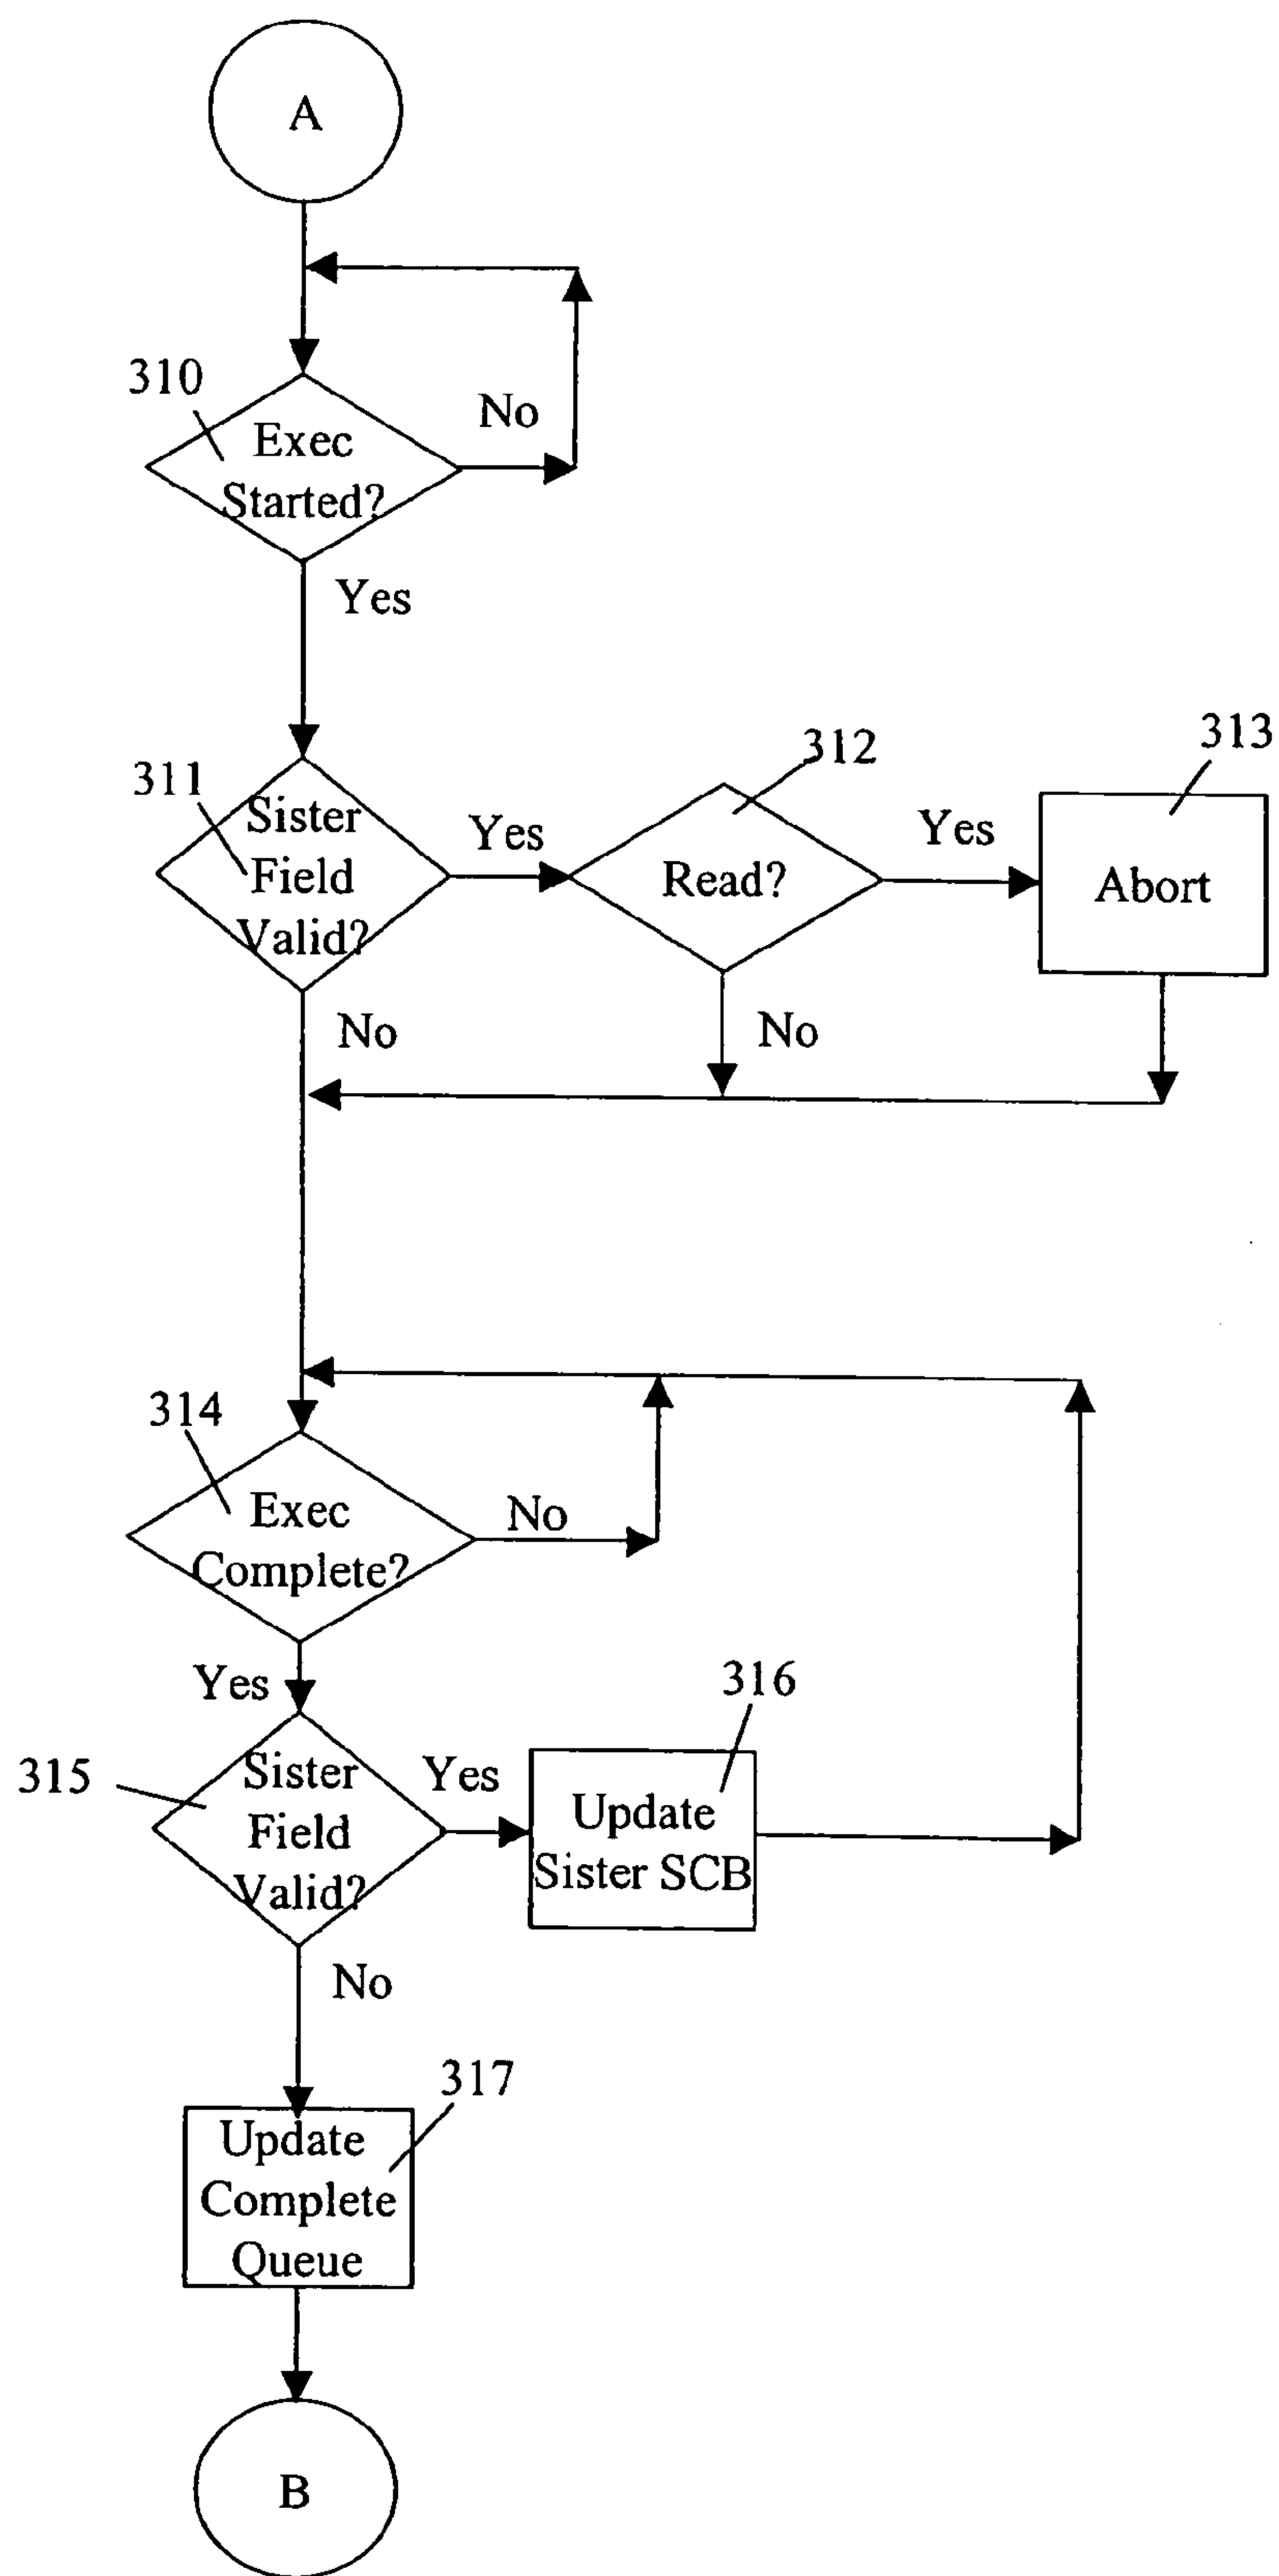 A
310
No
Exec
Started?
Yes
312
313
311
Sister
Field
Valid?
Yes
Read?
Yes
Abort
No
No
314
Exec
Complete?
No
Yes
316
315
Sister
Field
Valid?
Yes
Update
Sister SCB
No
317
Update
Complete
Queue
B